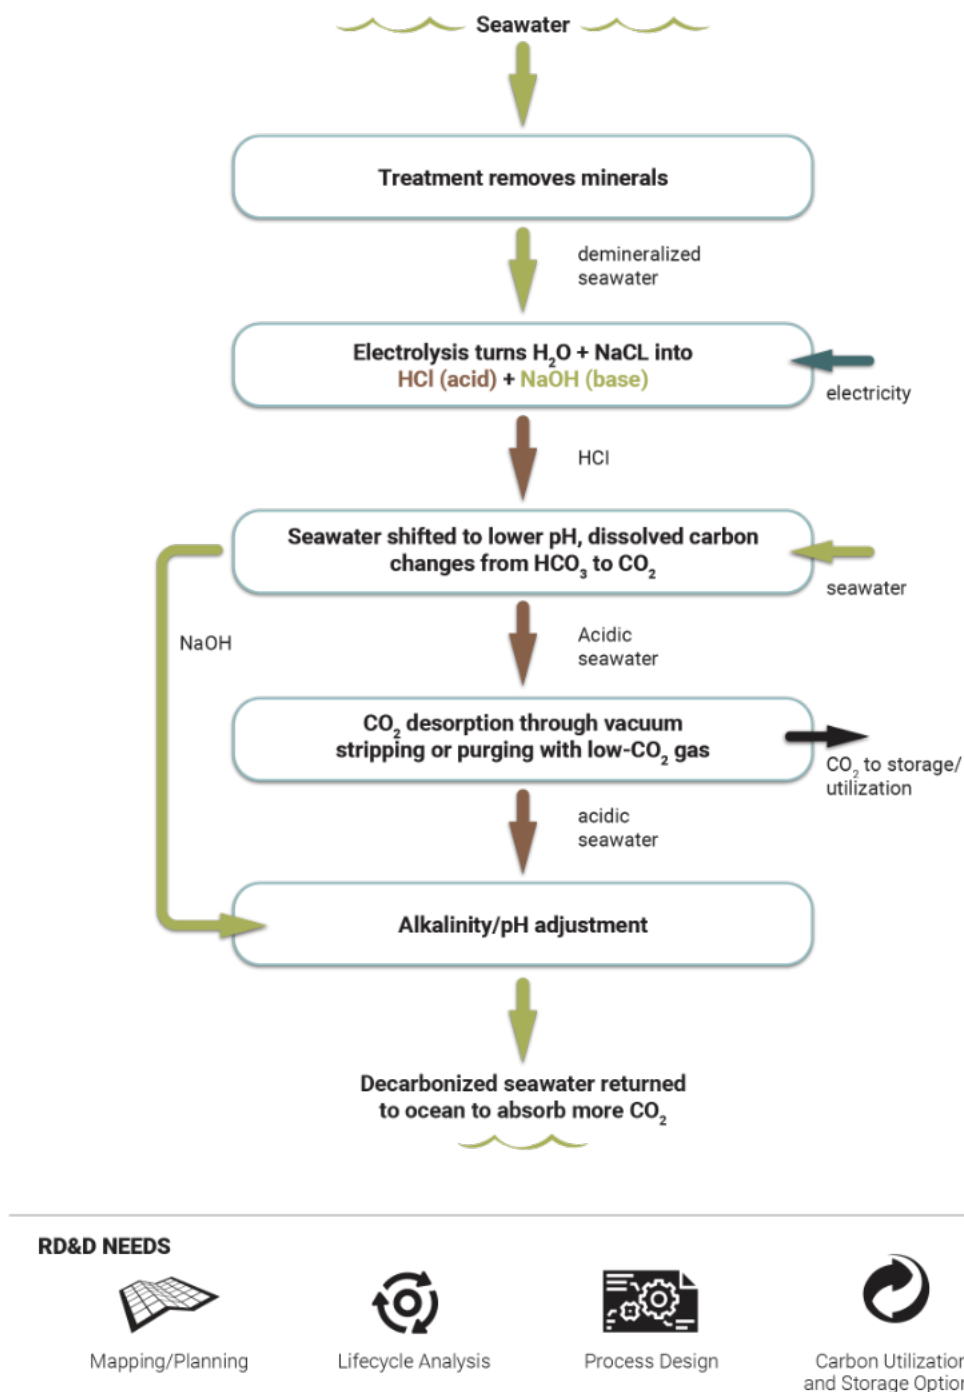 Seawater
Treatment removes minerals
demineralized
seawater
Electrolysis turns H₂O + NaCL into
HCl (acid) + NaOH (base)
electricity
HCl
Seawater shifted to lower pH, dissolved carbon
changes from HCO₃ to CO₂
seawater
NaOH
Acidic
seawater
CO₂ desorption through vacuum
stripping or purging with low-CO₂ gas
CO₂ to storage/
utilization
acidic
seawater
Alkalinity/pH adjustment
Decarbonized seawater returned
to ocean to absorb more CO₂
RD&D NEEDS
Mapping/Planning
Lifecycle Analysis
Process Design
Carbon Utilization
and Storage Option